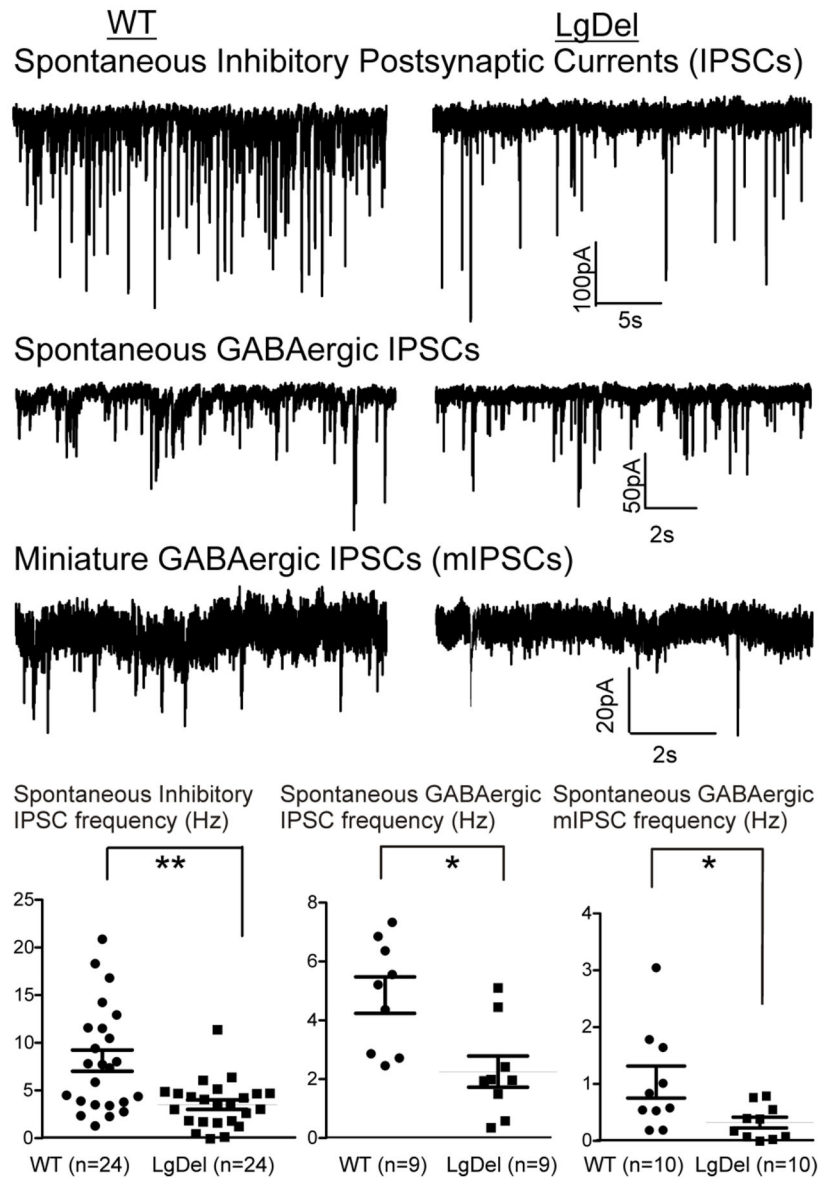 WT LgDel
Spontaneous Inhibitory Postsynaptic Currents (IPSCs)
100pA
5s
Spontaneous GABAergic IPSCs
50pA
2s
Miniature GABAergic IPSCs (mIPSCs)
20pA
2s
Spontaneous Inhibitory
IPSC frequency (Hz)
**
25
20
15
10
5
0
WT (n=24) LgDel (n=24)
Spontaneous GABAergic
IPSC frequency (Hz)
*
8
6
4
2
0
WT (n=9) LgDel (n=9)
Spontaneous GABAergic
mIPSC frequency (Hz)
*
4
3
2
1
0
WT (n=10) LgDel (n=10)